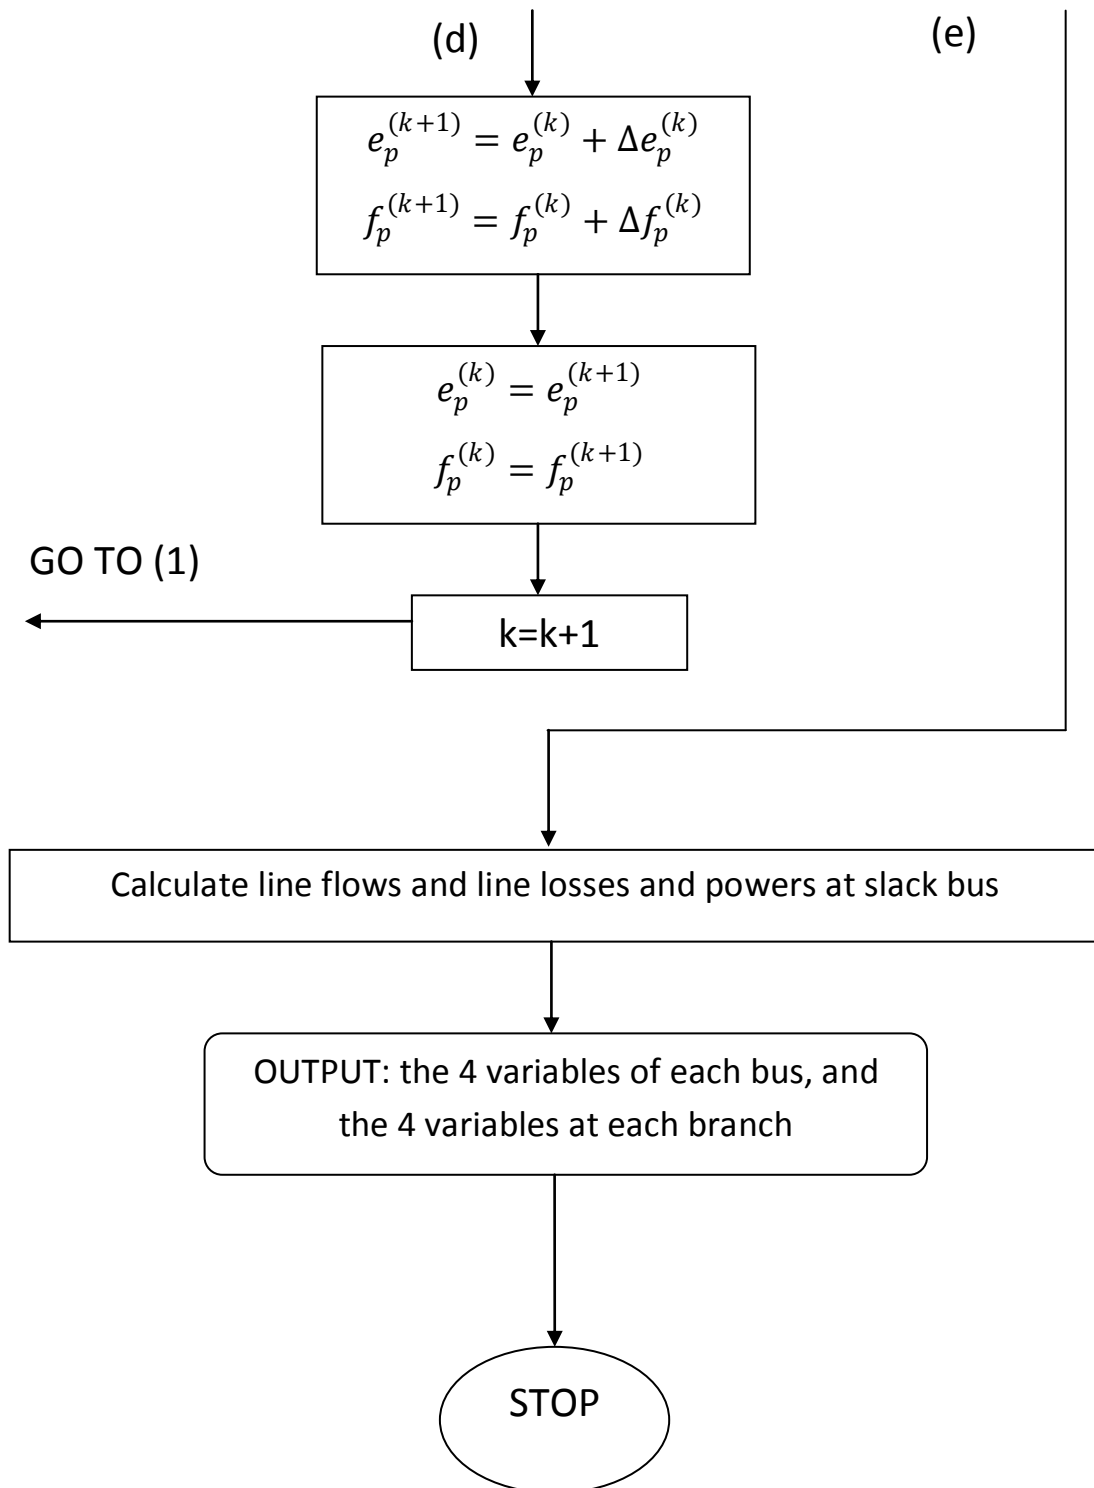 (d)
(e)
e_p^{(k+1)} = e_p^{(k)} + Δe_p^{(k)}
f_p^{(k+1)} = f_p^{(k)} + Δf_p^{(k)}
e_p^{(k)} = e_p^{(k+1)}
f_p^{(k)} = f_p^{(k+1)}
GO TO (1)
k=k+1
Calculate line flows and line losses and powers at slack bus
OUTPUT: the 4 variables of each bus, and
the 4 variables at each branch
STOP